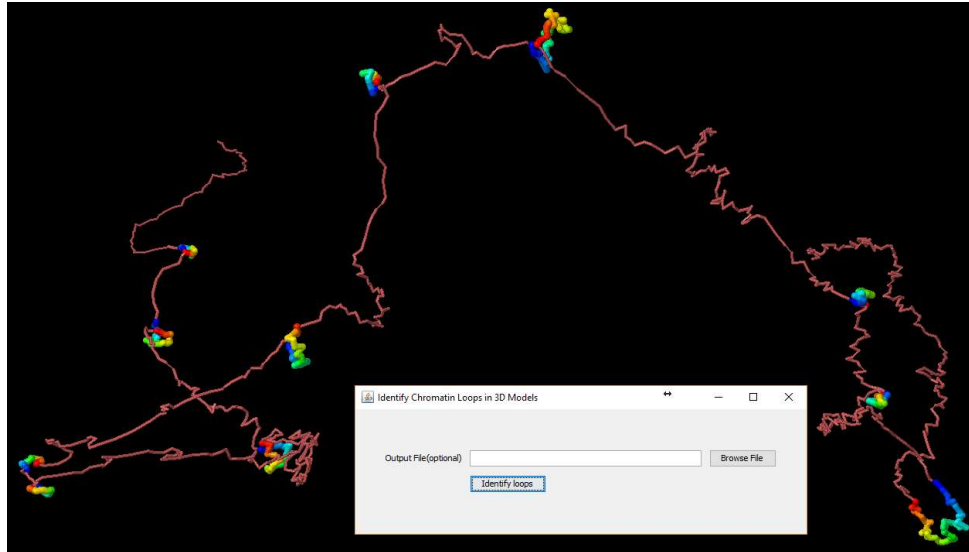 Identify Chromatin Loops in 3D Models
Output File(optional)
Browse File
Identify loops